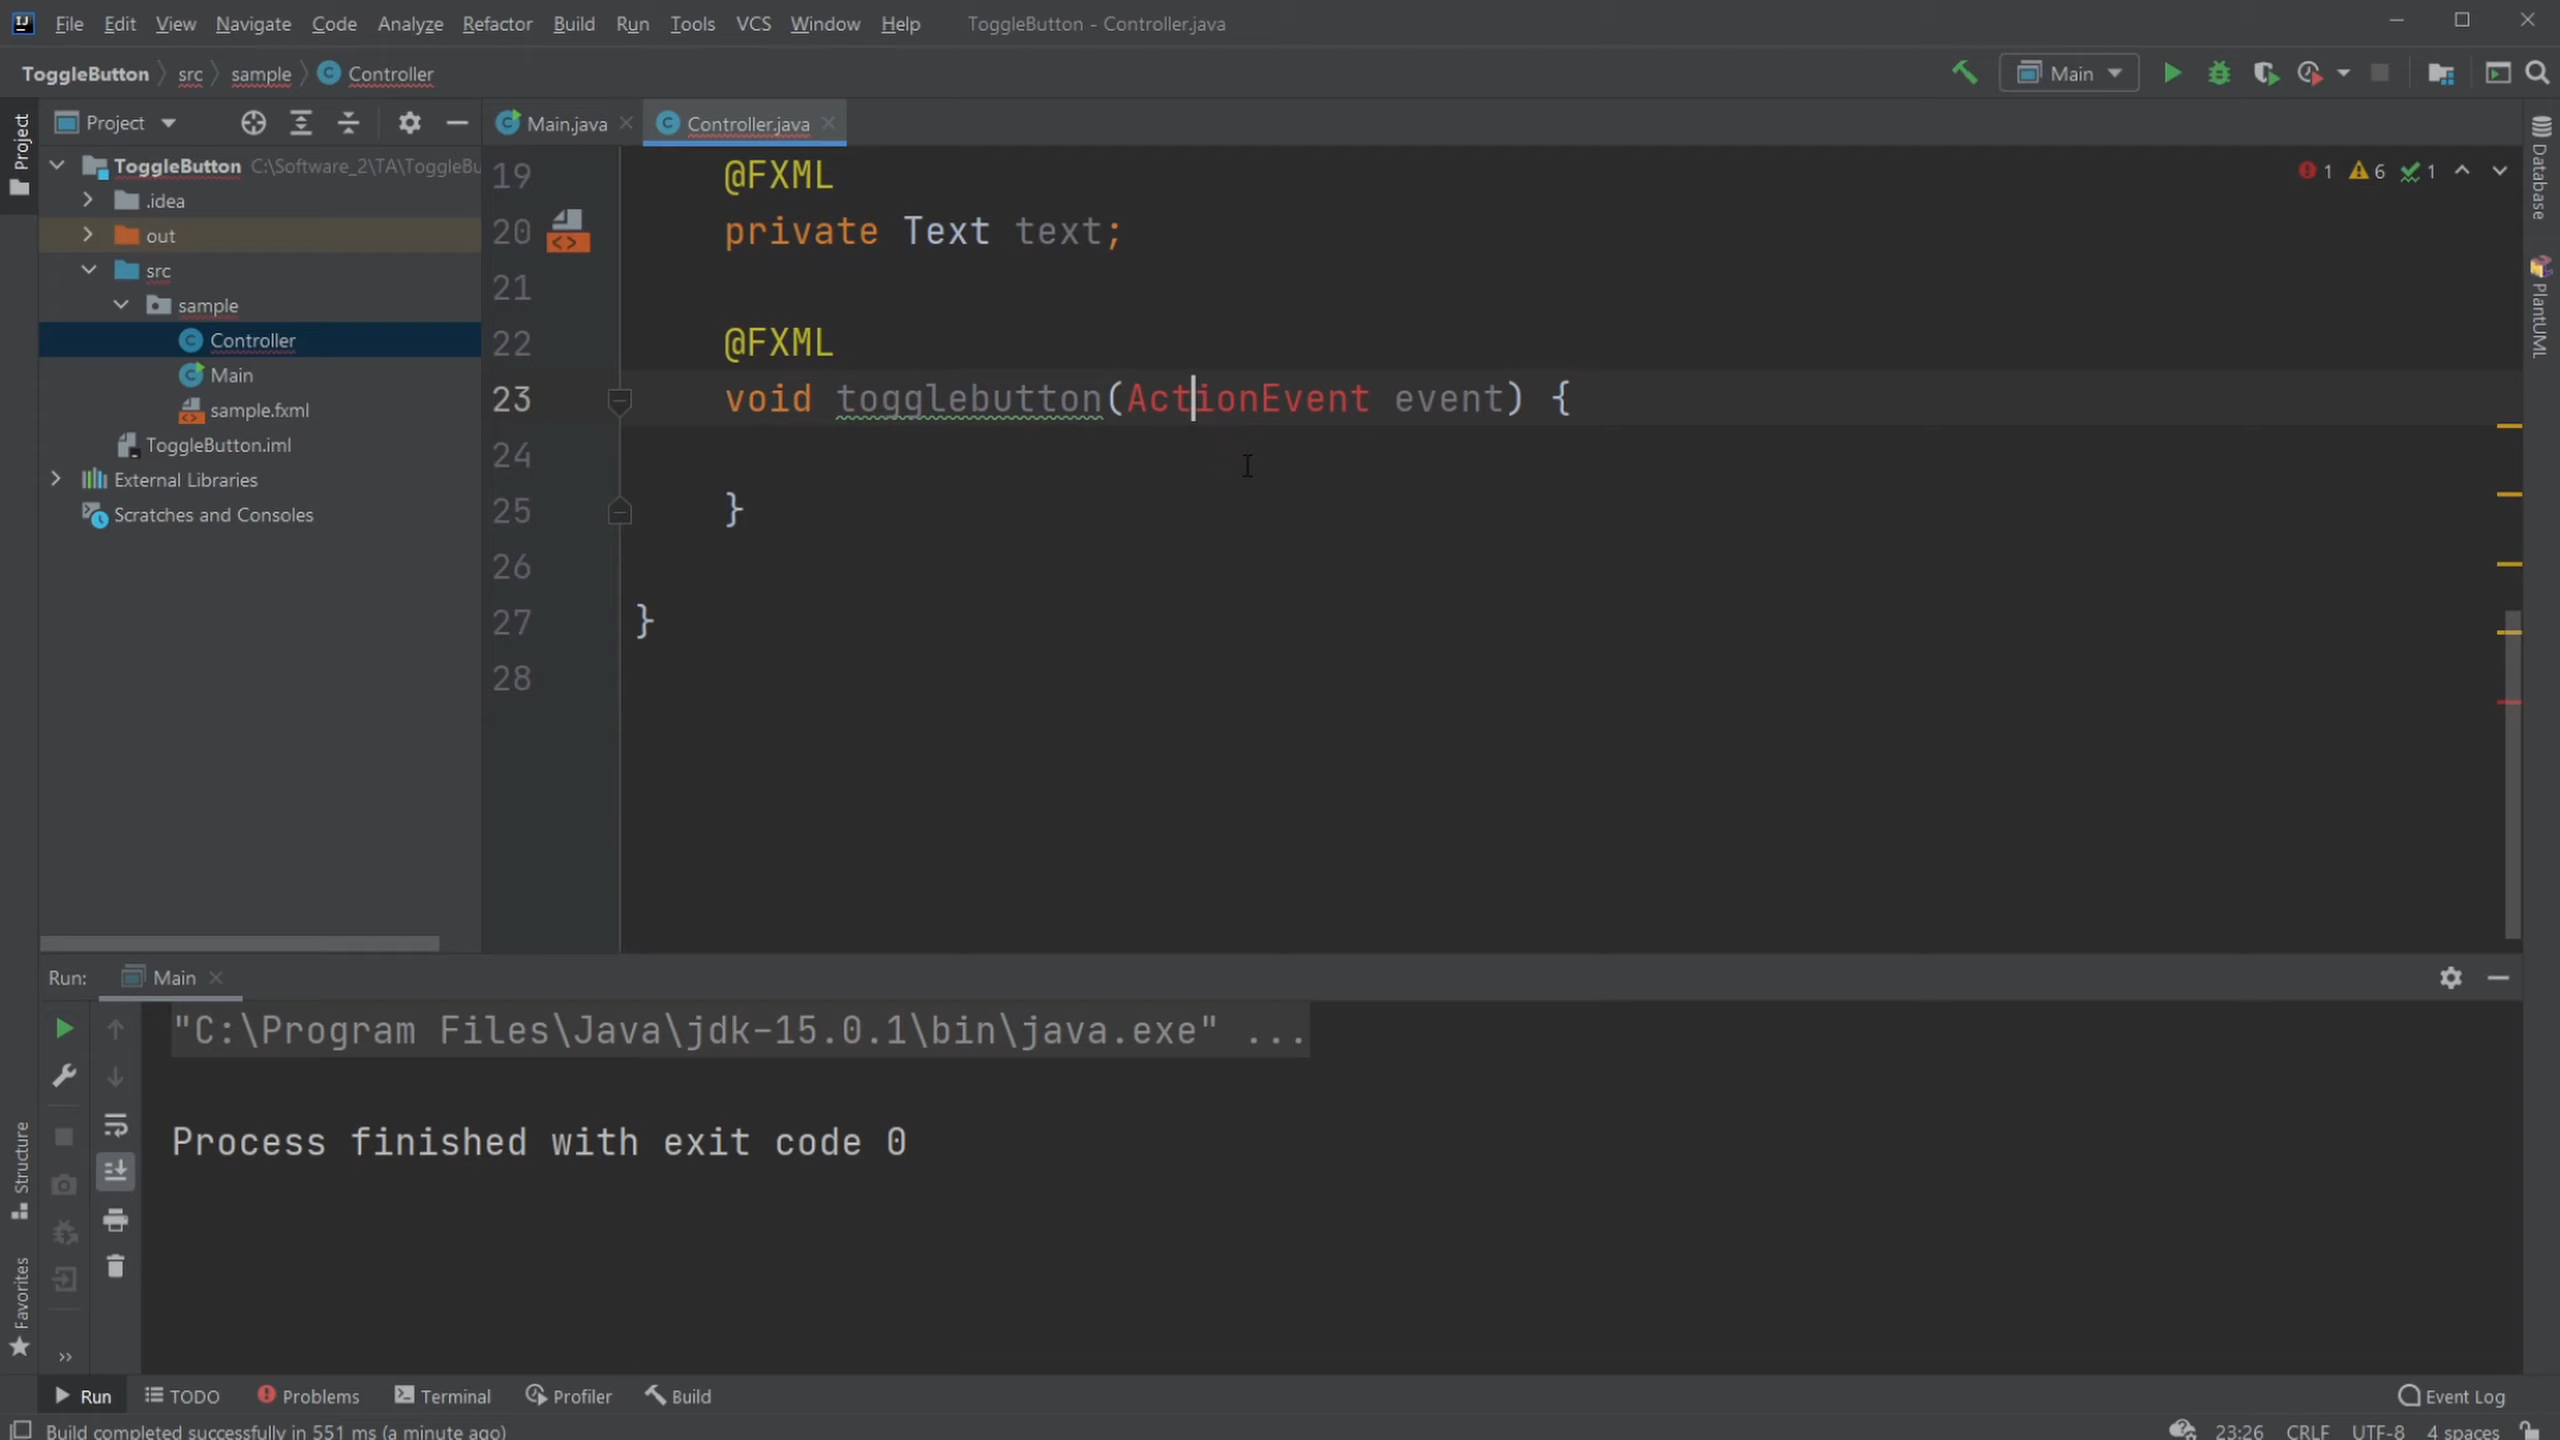 File Edit View Navigate Code Analyze Refactor Build Run Tools VCS Window Help ToggleButton - Controller.java
ToggleButton src sample Controller Main
Project Main.java Controller.java
ToggleButton C:\Software_2\TA\ToggleBu
.idea
out
src
sample
Controller
Main
sample.fxml
ToggleButton.iml
External Libraries
Scratches and Consoles
1 6 1
19 @FXML
20 private Text text;
21
22 @FXML
23 void togglebutton(ActionEvent event) {
24
25 }
26
27 }
28
Project
Structure
Favorites
Database
PlantUML
Run: Main
"C:\Program Files\Java\jdk-15.0.1\bin\java.exe" ...
Process finished with exit code 0
Run TODO Problems Terminal Profiler Build Event Log
Build completed successfully in 551 ms (a minute ago) 23:26 CRLF UTF-8 4 spaces